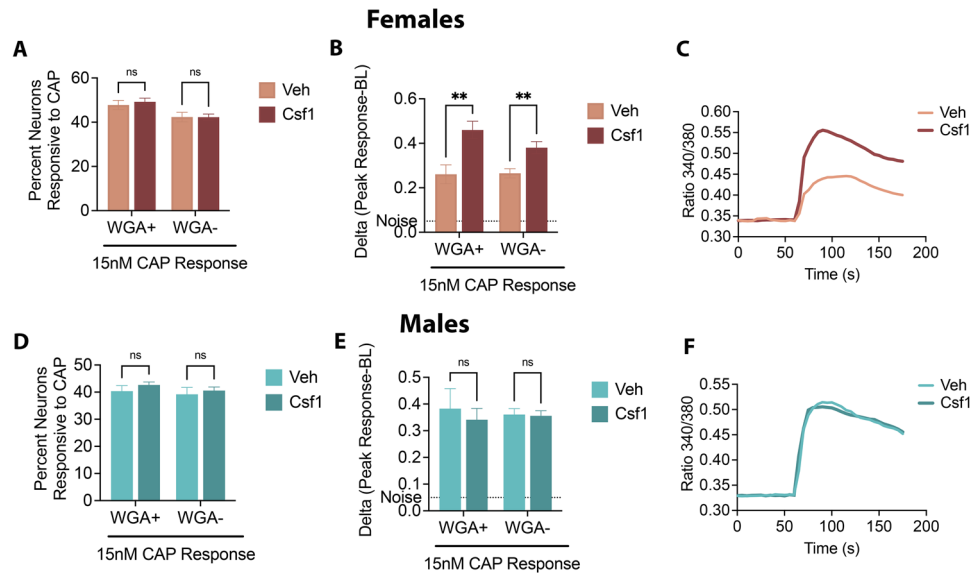 Females
A
Percent Neurons
Responsive to CAP
60
40
20
0
ns
ns
Veh
Csf1
WGA+
WGA-
15nM CAP Response
B
Delta (Peak Response-BL)
0.6
0.4
0.2
0.0
Noise
**
**
Veh
Csf1
WGA+
WGA-
15nM CAP Response
C
Ratio 340/380
0.60
0.55
0.50
0.45
0.40
0.35
0.30
0
50
100
150
200
Time (s)
Veh
Csf1
Males
D
Percent Neurons
Responsive to CAP
50
40
30
20
10
0
ns
ns
Veh
Csf1
WGA+
WGA-
15nM CAP Response
E
Delta (Peak Response-BL)
0.5
0.4
0.3
0.2
0.1
0.0
Noise
ns
ns
Veh
Csf1
WGA+
WGA-
15nM CAP Response
F
Ratio 340/380
0.55
0.50
0.45
0.40
0.35
0.30
0
50
100
150
200
Time (s)
Veh
Csf1